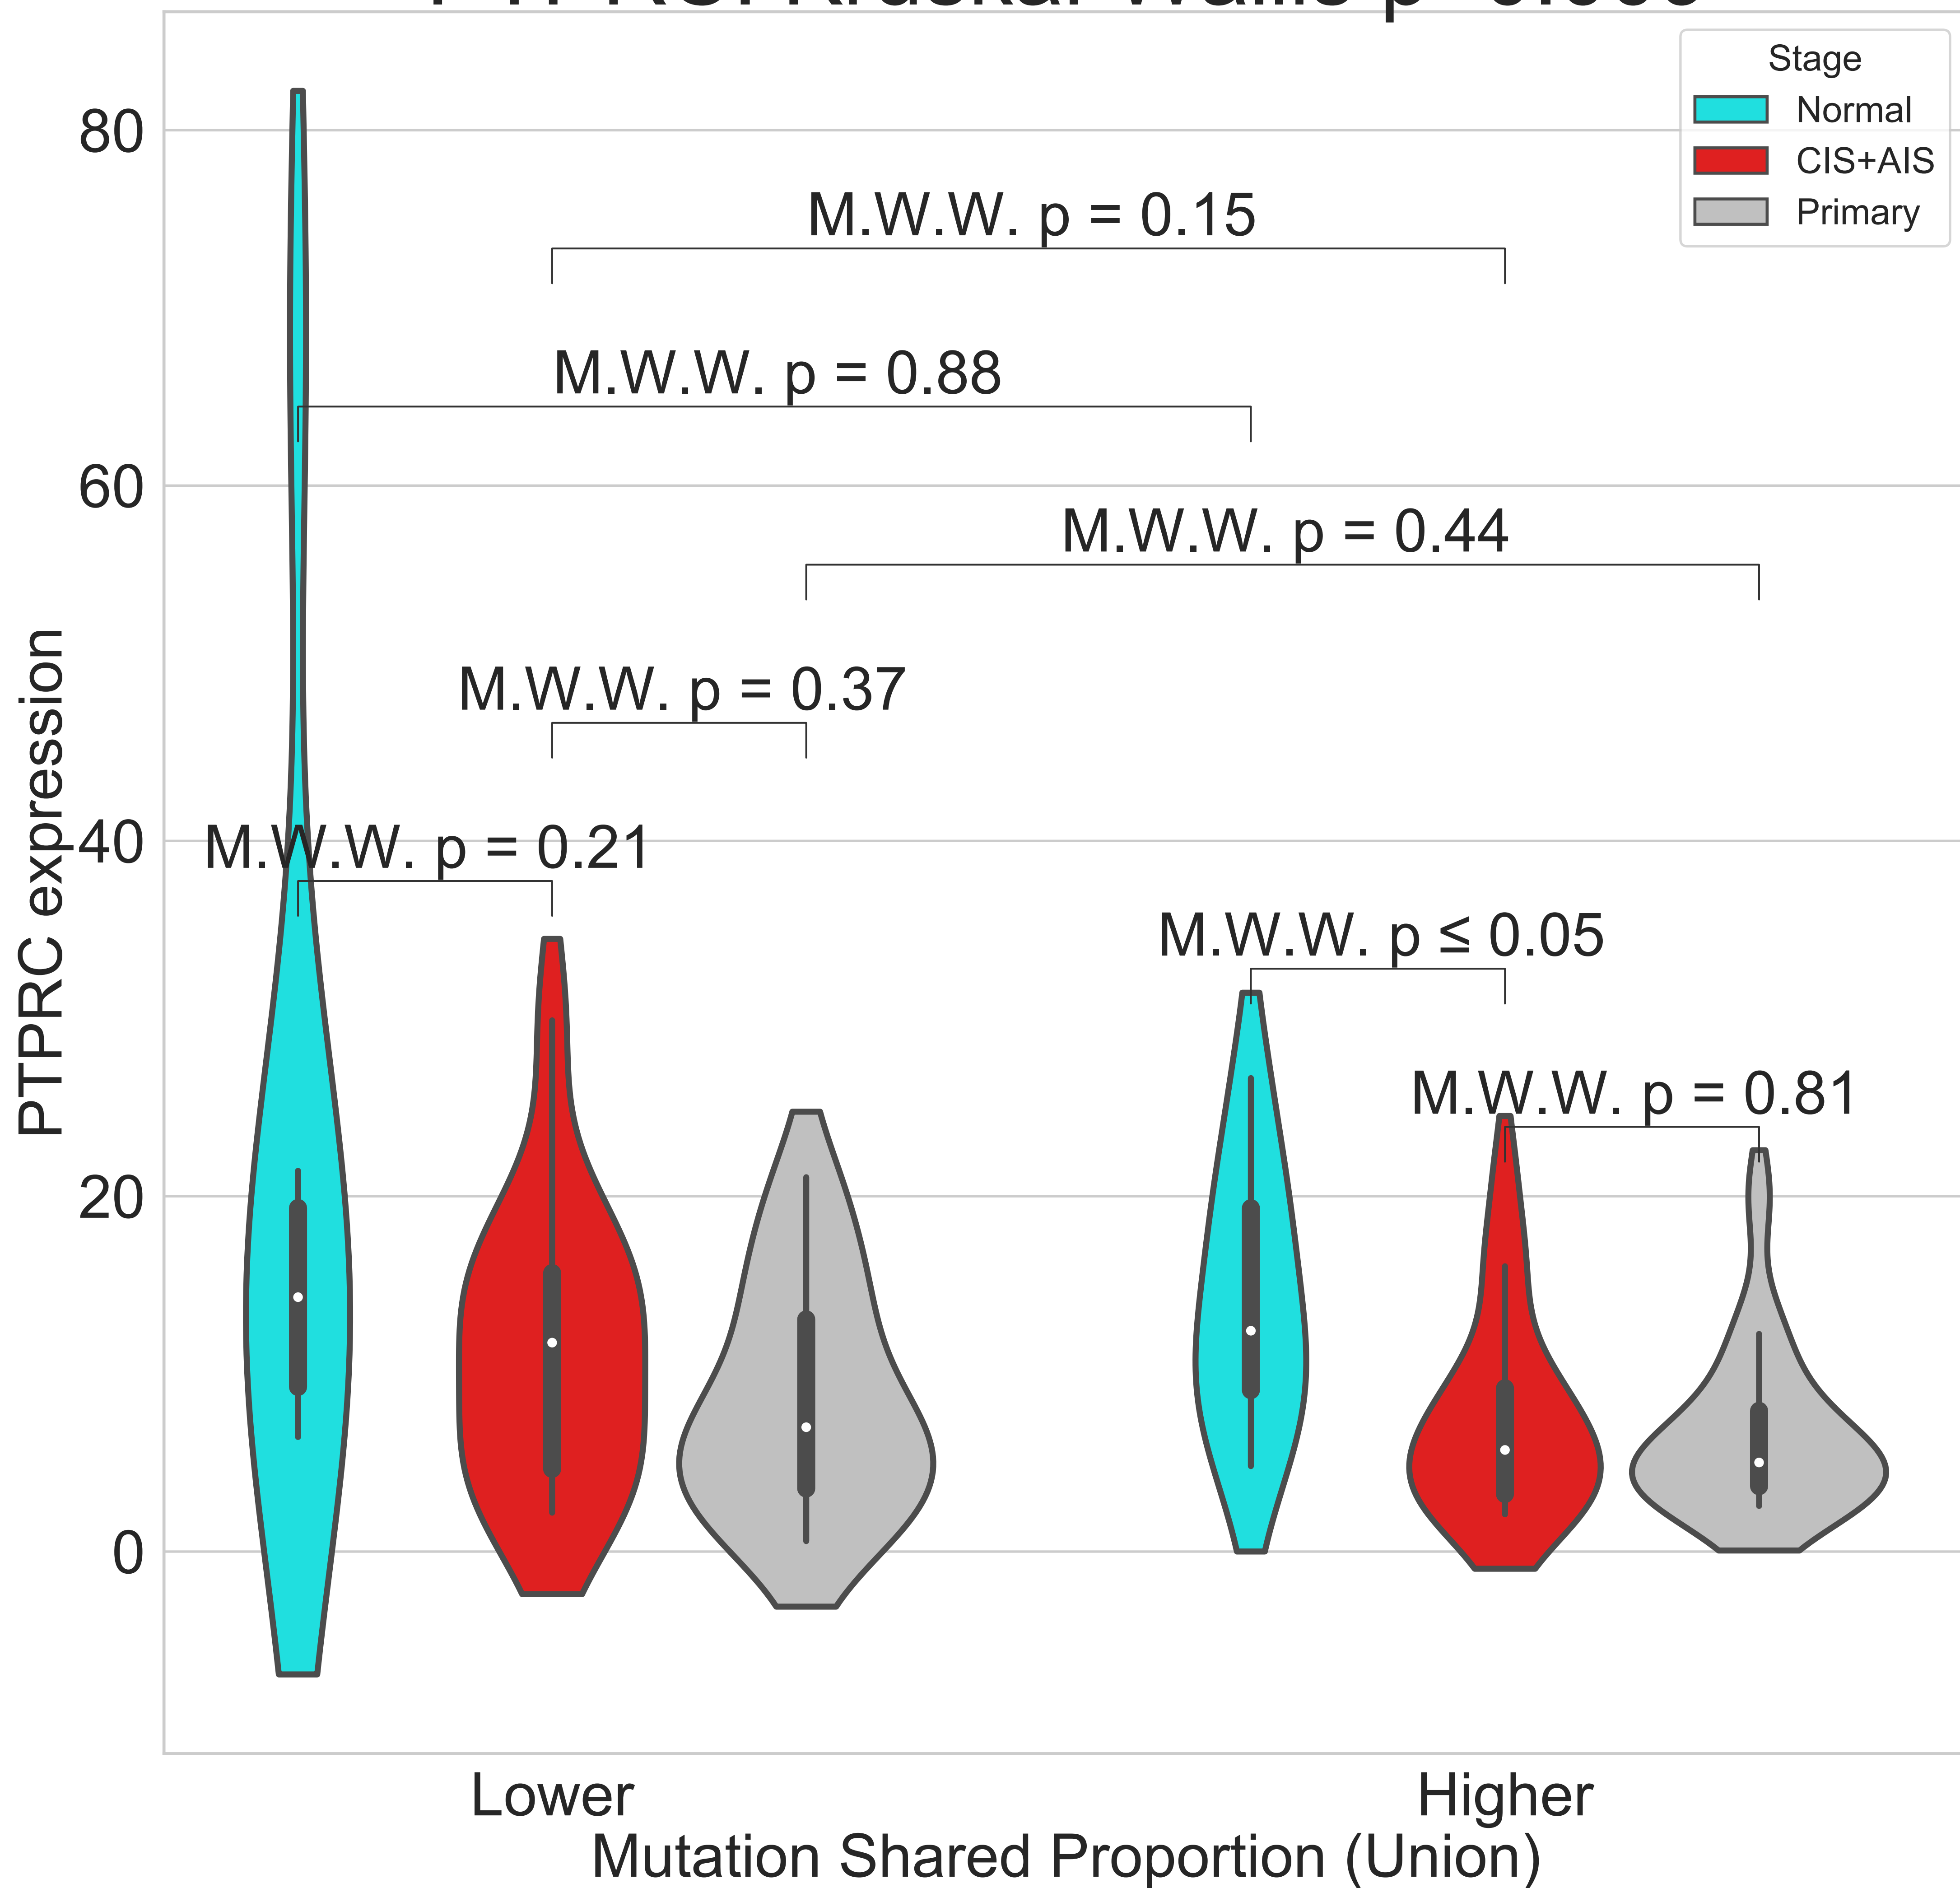 Stage
Normal
CIS+AIS
Primary
80
60
40
20
0
PTPRC expression
M.W.W. p = 0.15
M.W.W. p = 0.88
M.W.W. p = 0.44
M.W.W. p = 0.37
M.W.W. p = 0.21
M.W.W. p ≤ 0.05
M.W.W. p = 0.81
Lower
Higher
Mutation Shared Proportion (Union)